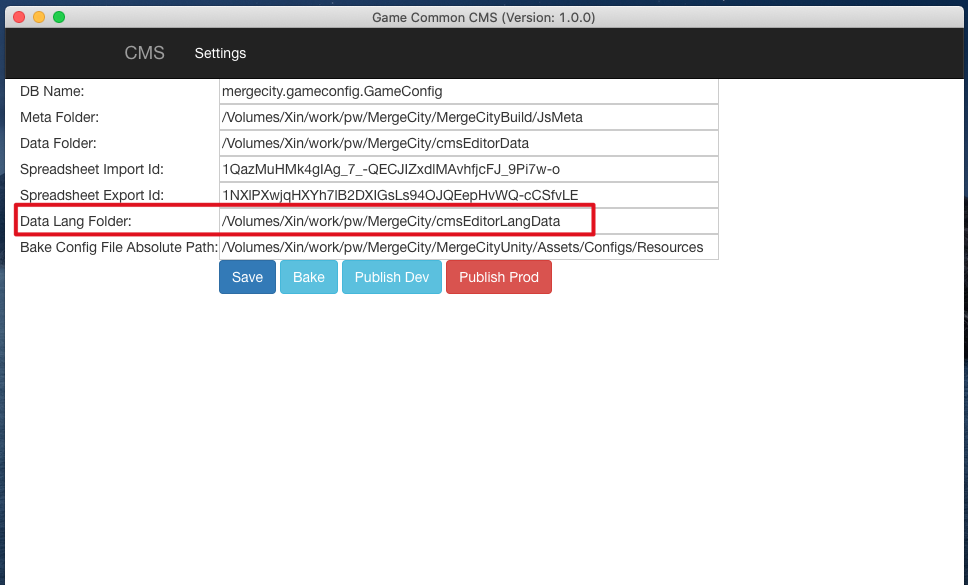 Game Common CMS (Version: 1.0.0)
CMS Settings
DB Name: mergecity.gameconfig.GameConfig
Meta Folder: /Volumes/Xin/work/pw/MergeCity/MergeCityBuild/JsMeta
Data Folder: /Volumes/Xin/work/pw/MergeCity/cmsEditorData
Spreadsheet Import Id: 1QazMuHMk4gIAg_7_-QECJIZxdlMAvhfjcFJ_9Pi7w-o
Spreadsheet Export Id: 1NXlPXwjqHXYh7lB2DXIGsLs94OJQEepHvWQ-cCSfvLE
Data Lang Folder: /Volumes/Xin/work/pw/MergeCity/cmsEditorLangData
Bake Config File Absolute Path: /Volumes/Xin/work/pw/MergeCity/MergeCityUnity/Assets/Configs/Resources
Save Bake Publish Dev Publish Prod